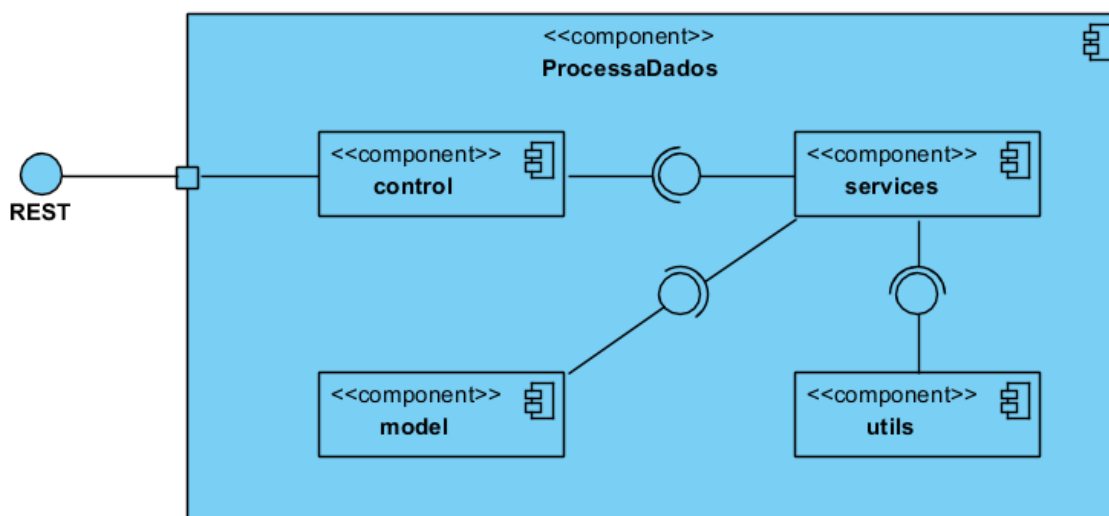 <<component>>
ProcessaDados
<<component>>
control
<<component>>
services
REST
<<component>>
model
<<component>>
utils